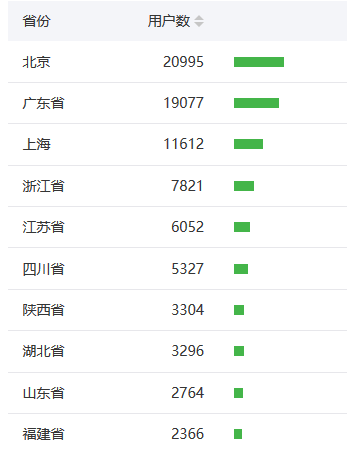 省份 用户数
北京 20995
广东省 19077
上海 11612
浙江省 7821
江苏省 6052
四川省 5327
陕西省 3304
湖北省 3296
山东省 2764
福建省 2366